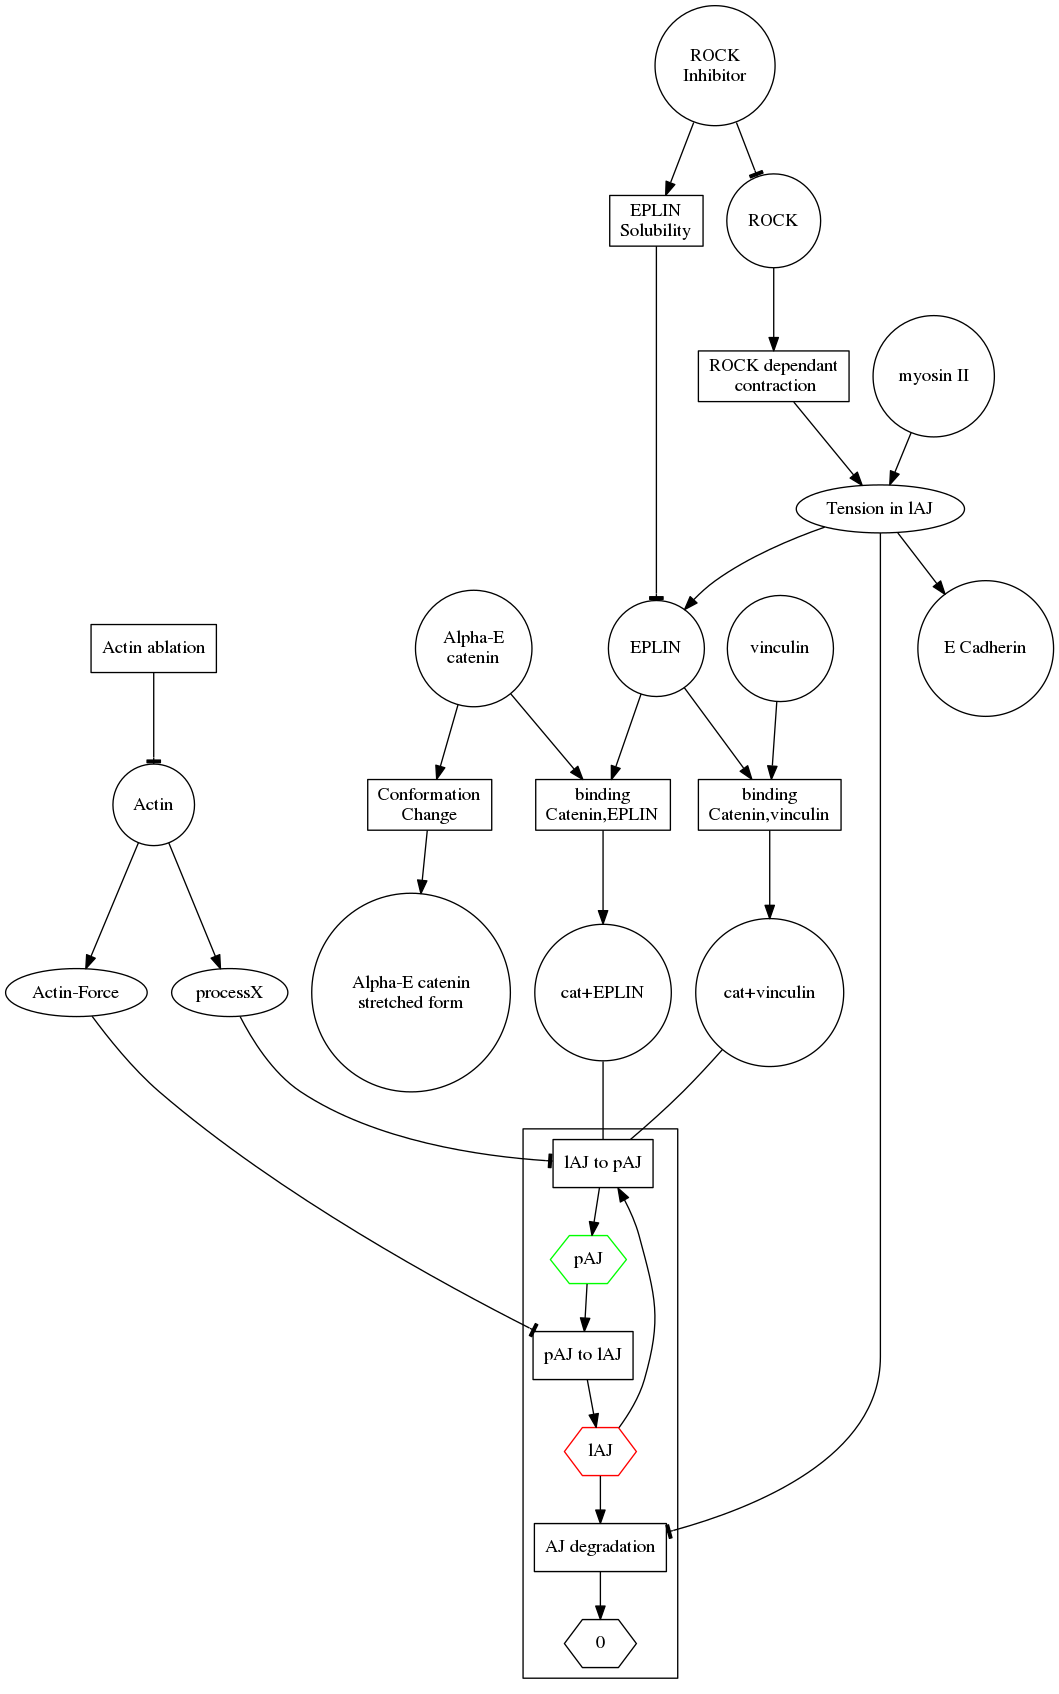 ROCK
Inhibitor
EPLIN
Solubility
ROCK
ROCK dependant
contraction
myosin II
Tension in lAJ
Actin ablation
Alpha-E
catenin
EPLIN
vinculin
E Cadherin
Actin
Conformation
Change
binding
Catenin,EPLIN
binding
Catenin,vinculin
Actin-Force
processX
Alpha-E catenin
stretched form
cat+EPLIN
cat+vinculin
lAJ to pAJ
pAJ
pAJ to lAJ
lAJ
AJ degradation
0